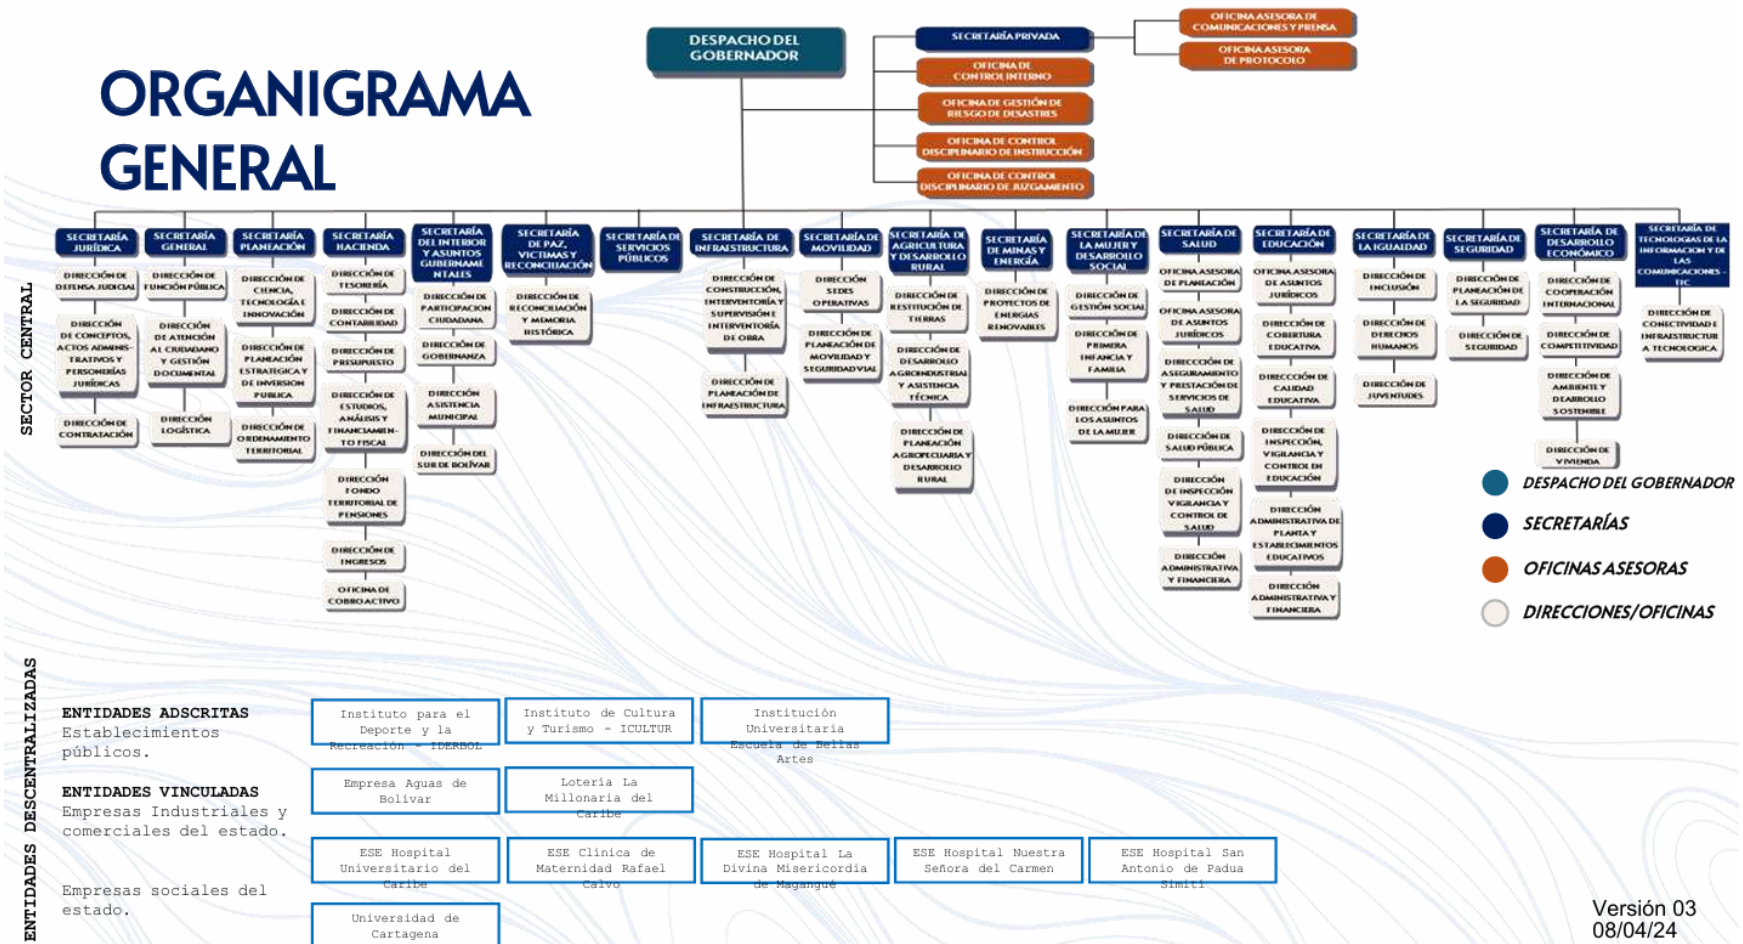 ORGANIGRAMA
GENERAL
DESPACHO DEL
GOBERNADOR
SECRETARÍA PRIVADA
OFICINA ASESORA DE
COMUNICACIONES Y PRENSA
OFICINA ASESORA
DE PROTOCOLO
OFICINA DE
CONTROL INTERNO
OFICINA DE GESTIÓN DE
RIESGO DE DESASTRES
OFICINA DE CONTROL
DISCIPLINARIO DE INSTRUCCIÓN
OFICINA DE CONTROL
DISCIPLINARIO DE JUZGAMIENTO
SECTOR CENTRAL
SECRETARÍA
JURÍDICA
DIRECCIÓN DE
DEFENSA JUDICIAL
DIRECCIÓN
DE CONCEPTOS,
ACTOS ADMINIS-
TRATIVOS Y
PERSONERÍAS
JURÍDICAS
DIRECCIÓN DE
CONTRATACIÓN
SECRETARÍA
GENERAL
DIRECCIÓN DE
FUNCIÓN PÚBLICA
DIRECCIÓN
DE ATENCIÓN
AL CIUDADANO
Y GESTIÓN
DOCUMENTAL
DIRECCIÓN
LOGÍSTICA
SECRETARÍA
PLANEACIÓN
DIRECCIÓN DE
CIENCIA,
TECNOLOGÍA E
INNOVACIÓN
DIRECCIÓN DE
PLANEACIÓN
ESTRATEGICA Y
DE INVERSION
PUBLICA
DIRECCIÓN DE
ORDENAMIENTO
TERRITORIAL
SECRETARÍA
HACIENDA
DIRECCIÓN DE
TESORERÍA
DIRECCIÓN DE
CONTABILIDAD
DIRECCIÓN DE
PRESUPUESTO
DIRECCIÓN DE
ESTUDIOS,
ANÁLISIS Y
FINANCIAMIEN-
TO FISCAL
DIRECCIÓN
FONDO
TERRITORIAL DE
PENSIONES
DIRECCIÓN DE
INGRESOS
OFICINA DE
COBRO ACTIVO
SECRETARÍA
DEL INTERIOR
Y ASUNTOS
GUBERNAME
NTALES
DIRECCIÓN DE
PARTICIPACION
CIUDADANA
DIRECCIÓN DE
GOBERNANZA
DIRECCIÓN
ASISTENCIA
MUNICIPAL
DIRECCIÓN DEL
SUR DE BOLÍVAR
SECRETARÍA
DE PAZ,
VICTIMAS Y
RECONCILIACIÓN
DIRECCIÓN DE
RECONCILIACIÓN
Y MEMORIA
HISTÓRICA
SECRETARÍA DE
SERVICIOS
PÚBLICOS
SECRETARÍA DE
INFRAESTRUCTURA
DIRECCIÓN DE
CONSTRUCCIÓN,
INTERVENTORÍA Y
SUPERVISIÓN E
INTERVENTORÍA
DE OBRA
DIRECCIÓN DE
PLANEACIÓN DE
INFRAESTRUCTURA
SECRETARÍA DE
MOVILIDAD
DIRECCIÓN
SEDES
OPERATIVAS
DIRECCIÓN DE
PLANEACIÓN DE
MOVILIDAD Y
SEGURIDAD VIAL
SECRETARÍA DE
AGRICULTURA
Y DESARROLLO
RURAL
DIRECCIÓN DE
RESTITUCIÓN DE
TIERRAS
DIRECCIÓN DE
DESARROLLO
AGROINDUSTRIAL
Y ASISTENCIA
TÉCNICA
DIRECCIÓN DE
PLANEACIÓN
AGROPECUARIA Y
DESARROLLO
RURAL
SECRETARÍA
DE MINAS Y
ENERGÍA
DIRECCIÓN DE
PROYECTOS DE
ENERGIAS
RENOVABLES
SECRETARÍA DE
LA MUJER Y
DESARROLLO
SOCIAL
DIRECCIÓN DE
GESTIÓN SOCIAL
DIRECCIÓN DE
PRIMERA
INFANCIA Y
FAMILIA
DIRECCIÓN PARA
LOS ASUNTOS
DE LA MUJER
SECRETARÍA DE
SALUD
OFICINA ASESORA
DE PLANEACIÓN
OFICINA ASESORA
DE ASUNTOS
JURÍDICOS
DIRECCCIÓN DE
ASEGURAMIENTO
Y PRESTACIÓN DE
SERVICIOS DE
SALUD
DIRECCIÓN DE
SALUD PÚBLICA
DIRECCIÓN
DE INSPECCIÓN
VIGILANCIA Y
CONTROL DE
SALUD
DIRECCIÓN
ADMINISTRATIVA
Y FINANCIERA
SECRETARÍA DE
EDUCACIÓN
OFICINA ASESORA
DE ASUNTOS
JURÍDICOS
DIRECCIÓN DE
COBERTURA
EDUCATIVA
DIRECCCIÓN DE
CALIDAD
EDUCATIVA
DIRECCIÓN DE
INSPECCIÓN,
VIGILANCIA Y
CONTROL EN
EDUCACIÓN
DIRECCIÓN
ADMINISTRATIVA DE
PLANTA Y
ESTABLECIMIENTOS
EDUCATIVOS
DIRECCIÓN
ADMINISTRATIVA Y
FINANCIERA
SECRETARÍA DE
LA IGUALDAD
DIRECCIÓN DE
INCLUSIÓN
DIRECCIÓN DE
DERECHOS
HUMANOS
DIRECCIÓN DE
JUVENTUDES
SECRETARÍA DE
SEGURIDAD
DIRECCIÓN DE
PLANEACIÓN DE
LA SEGURIDAD
DIRECCIÓN DE
SEGURIDAD
SECRETARÍA DE
DESARROLLO
ECONÓMICO
DIRECCIÓN DE
COOPERACIÓN
INTERNACIONAL
DIRECCIÓN DE
COMPETITIVIDAD
DIRECCIÓN DE
AMBIENTE Y
DEARROLLO
SOSTENIBLE
DIRECCIÓN DE
VIVIENDA
SECRETARÍA DE
TECNOLOGIAS DE LA
INFORMACION Y DE
LAS
COMUNICACIONES -
TIC
DIRECCIÓN DE
CONECTIVIDAD E
INFRAESTRUCTUR
A TECNOLOGICA
DESPACHO DEL GOBERNADOR
SECRETARÍAS
OFICINAS ASESORAS
DIRECCIONES/OFICINAS
ENTIDADES DESCENTRALIZADAS
ENTIDADES ADSCRITAS
Establecimientos
públicos.
Instituto para el
Deporte y la
Recreación - IDERBOL
Instituto de Cultura
y Turismo - ICULTUR
Institución
Universitaria
Escuela de Bellas
Artes
ENTIDADES VINCULADAS
Empresas Industriales y
comerciales del estado.
Empresa Aguas de
Bolívar
Lotería La
Millonaria del
Caribe
Empresas sociales del
estado.
ESE Hospital
Universitario del
Caribe
ESE Clínica de
Maternidad Rafael
Calvo
ESE Hospital La
Divina Misericordia
de Magangué
ESE Hospital Nuestra
Señora del Carmen
ESE Hospital San
Antonio de Padua
Simití
Universidad de
Cartagena
Versión 03
08/04/24